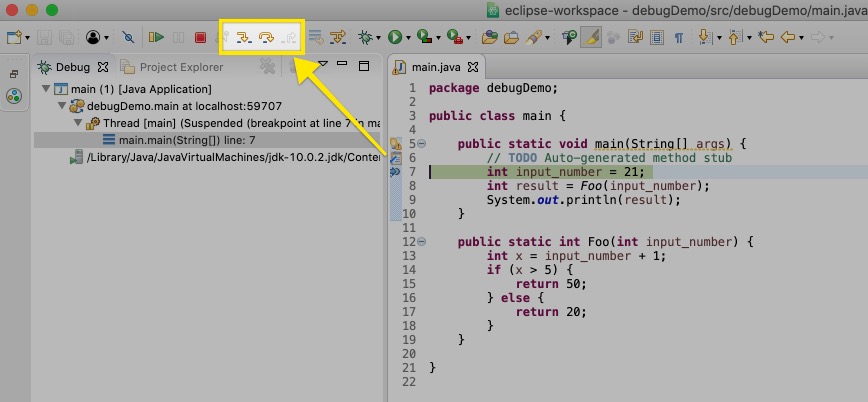 eclipse-workspace - debugDemo/src/debugDemo/main.java
Debug
Project Explorer
main (1) [Java Application]
debugDemo.main at localhost:59707
Thread [main] (Suspended (breakpoint at line 7 in ma
main.main(String[]) line: 7
/Library/Java/JavaVirtualMachines/jdk-10.0.2.jdk/Conten
main.java
1 package debugDemo;
2
3 public class main {
4
5 public static void main(String[] args) {
6 // TODO Auto-generated method stub
7 int input_number = 21;
8 int result = Foo(input_number);
9 System.out.println(result);
10 }
11
12 public static int Foo(int input_number) {
13 int x = input_number + 1;
14 if (x > 5) {
15 return 50;
16 } else {
17 return 20;
18 }
19 }
20
21 }
22